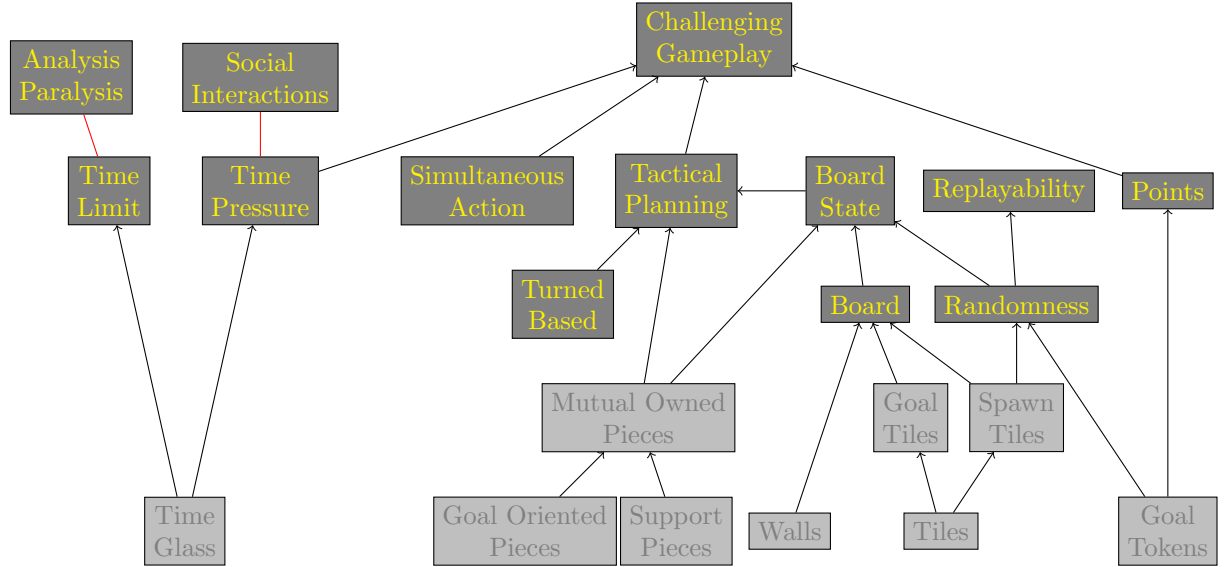 Challenging
Gameplay
Analysis
Paralysis
Social
Interactions
Time
Limit
Time
Pressure
Simultaneous
Action
Tactical
Planning
Board
State
Replayability
Points
Turned
Based
Board
Randomness
Mutual Owned
Pieces
Goal
Tiles
Spawn
Tiles
Time
Glass
Goal Oriented
Pieces
Support
Pieces
Walls
Tiles
Goal
Tokens